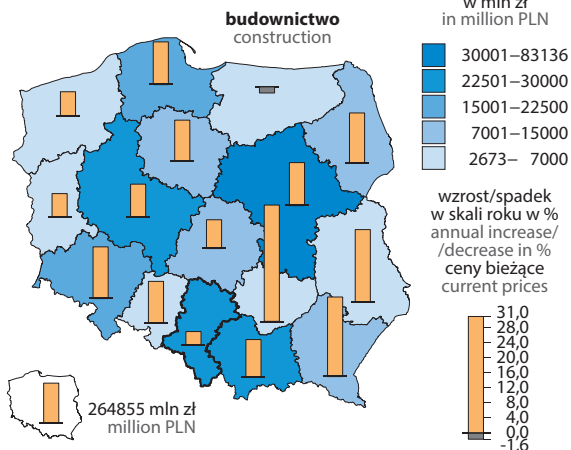 budownictwo
construction
w mln zł
in million PLN
30001–83136
22501–30000
15001–22500
7001–15000
2673– 7000
wzrost/spadek
w skali roku w %
annual increase/
/decrease in %
ceny bieżące
current prices
31,0
28,0
24,0
20,0
16,0
12,0
8,0
4,0
0,0
-1,6
264855 mln zł
million PLN